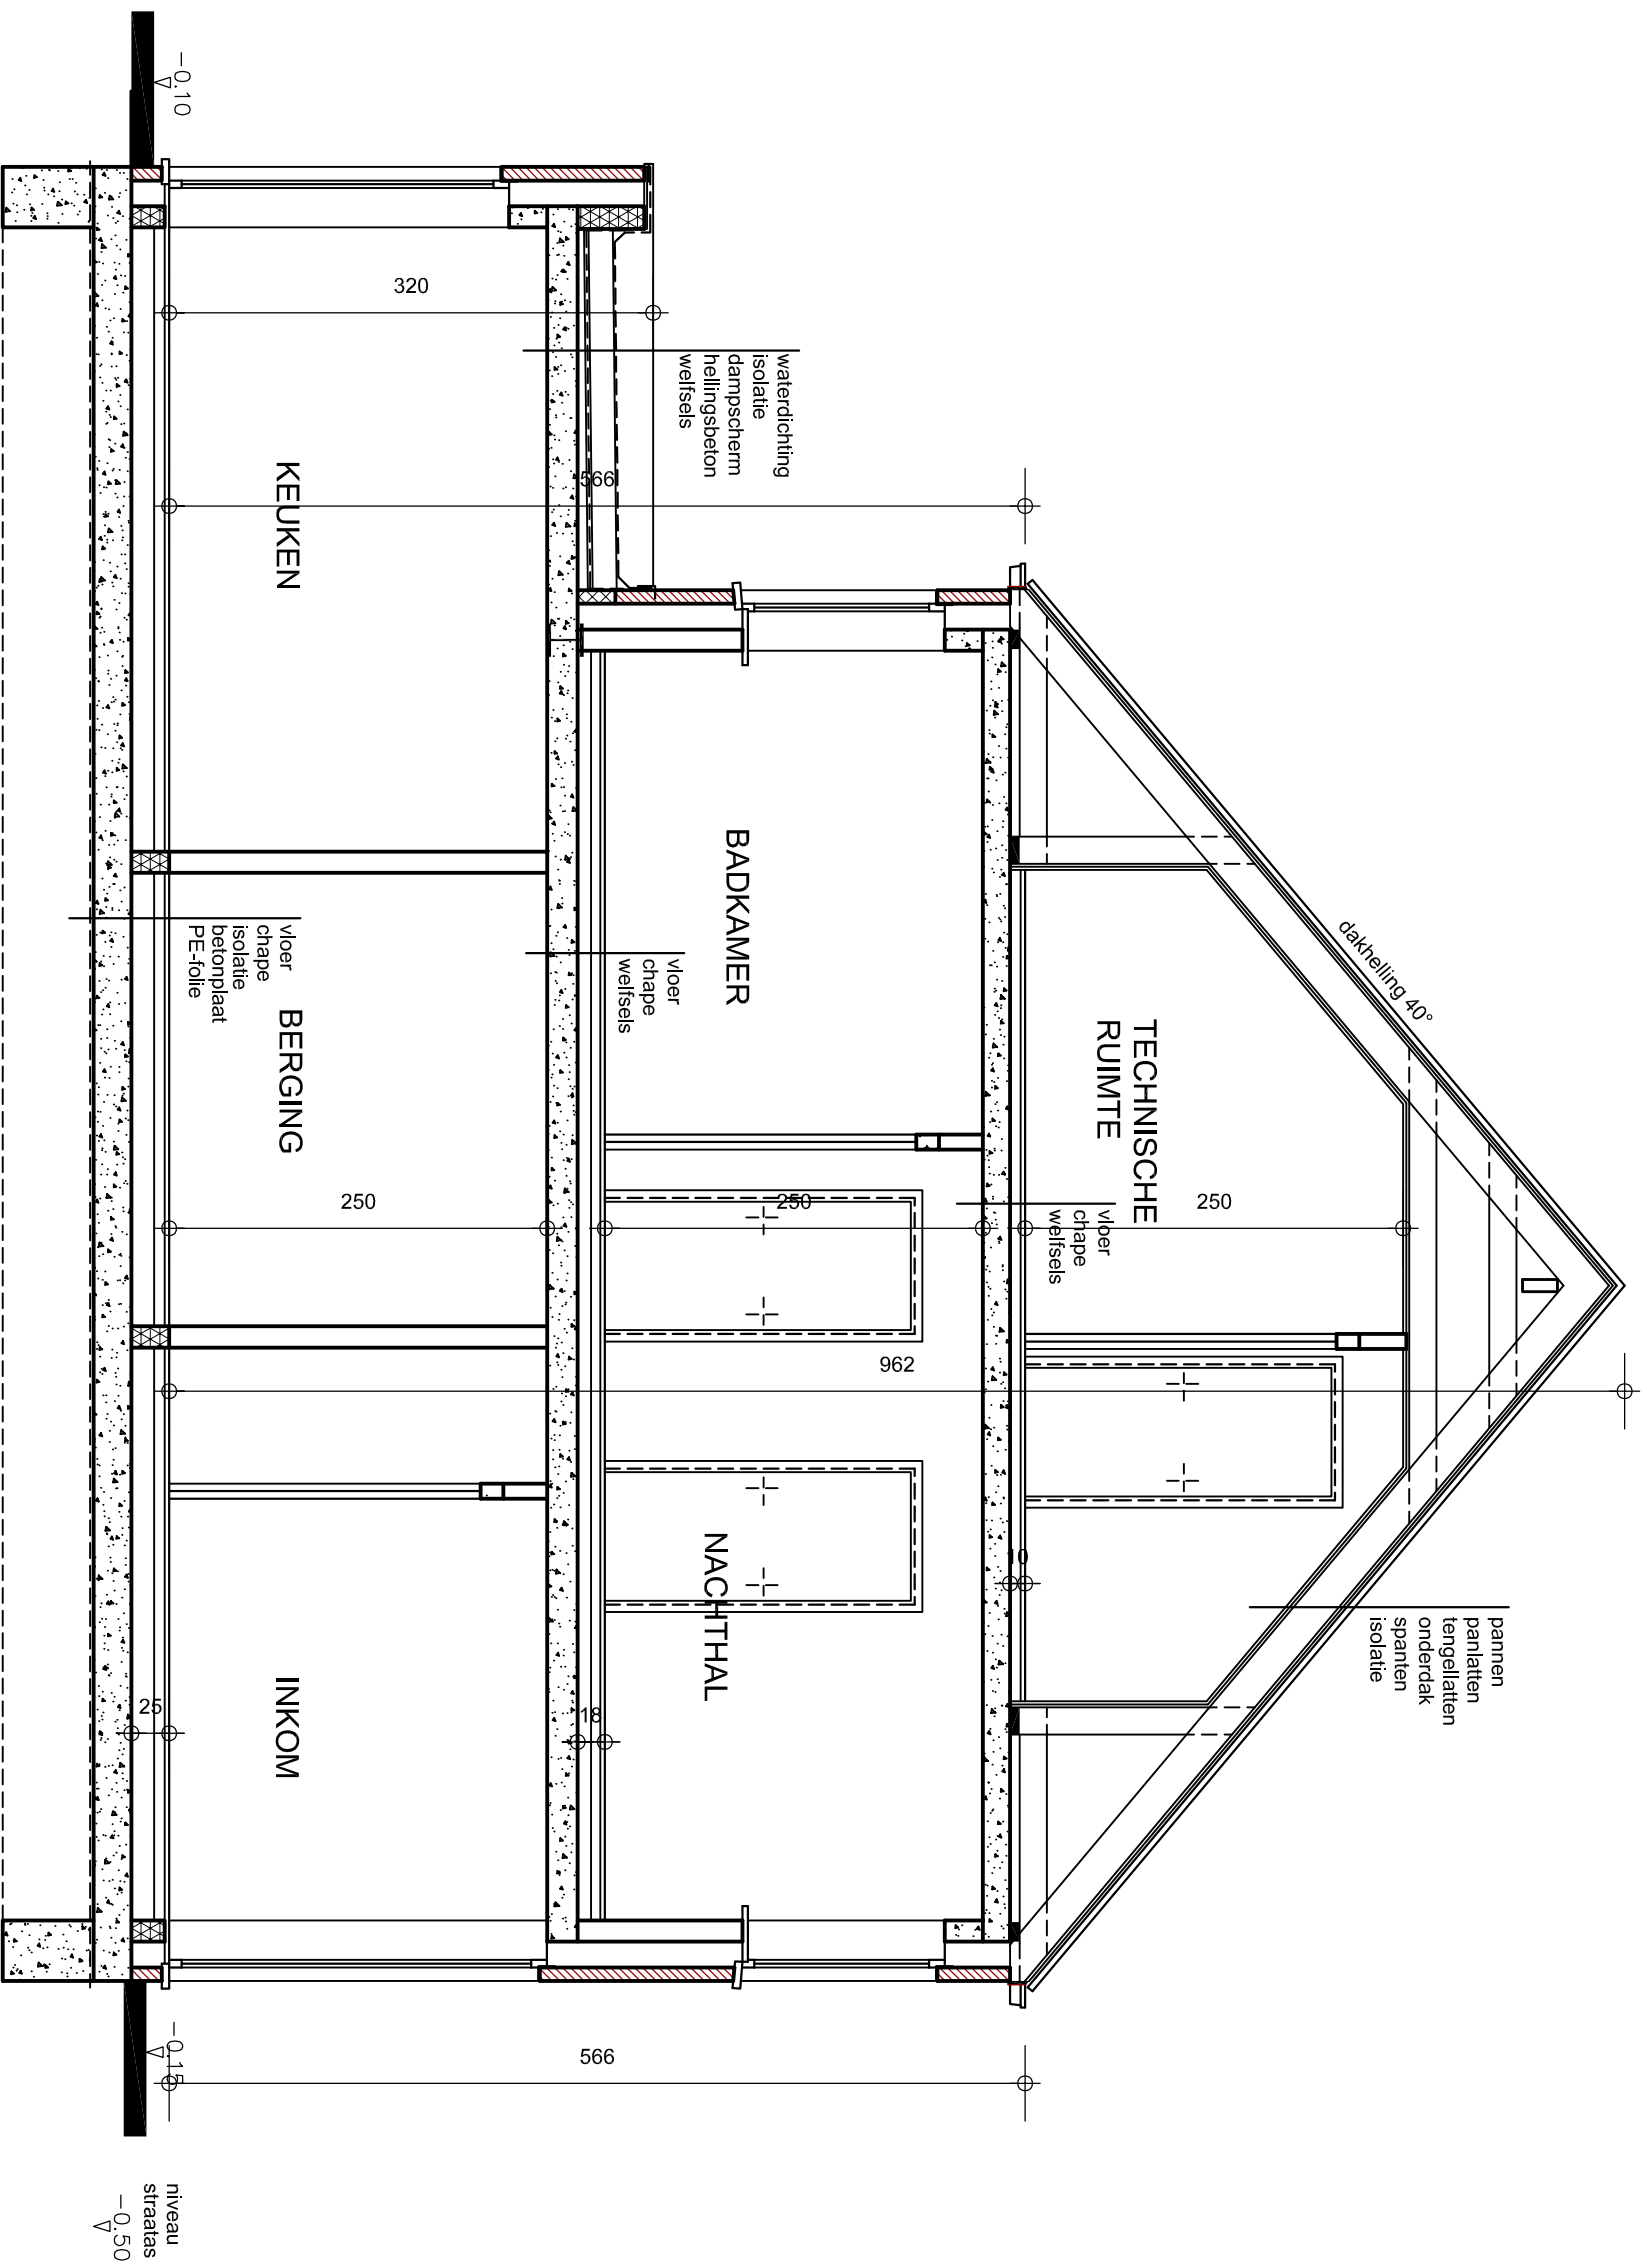 dakhelling 40°
pannen
panlatten
tengellatten
onderdak
spanten
isolatie
TECHNISCHE
RUIMTE
250
vloer
chape
welfsels
10
waterdichting
isolatie
dampscherm
hellingsbeton
welfsels
566
BADKAMER
250
962
NACHTHAL
vloer
chape
welfsels
18
566
320
KEUKEN
BERGING
250
INKOM
vloer
chape
isolatie
betonplaat
PE-folie
25
-0.10
-0.15
niveau
straatas
-0.50